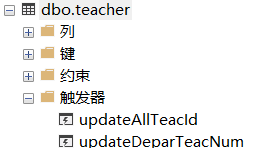 dbo.teacher
列
键
约束
触发器
updateAllTeacId
updateDeparTeacNum